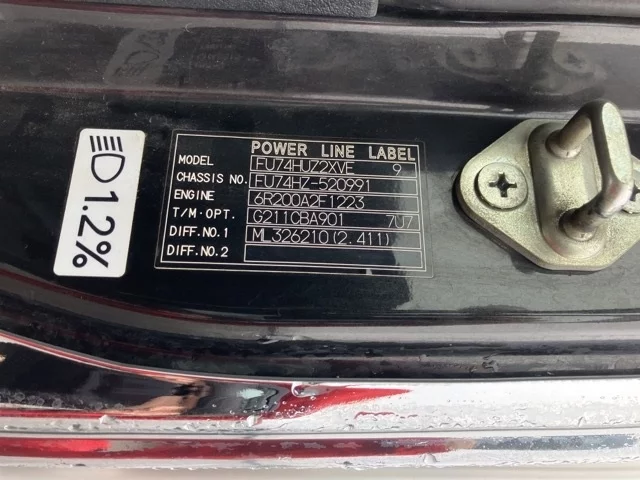 1.2%
POWER LINE LABEL
MODEL FU74HUZ2XVE 9
CHASSIS NO. FU74HZ-520991
ENGINE 6R200A2F1223
T/M.OPT. G211CBA901 7U7
DIFF.NO.1 ML326210(2.411)
DIFF.NO.2